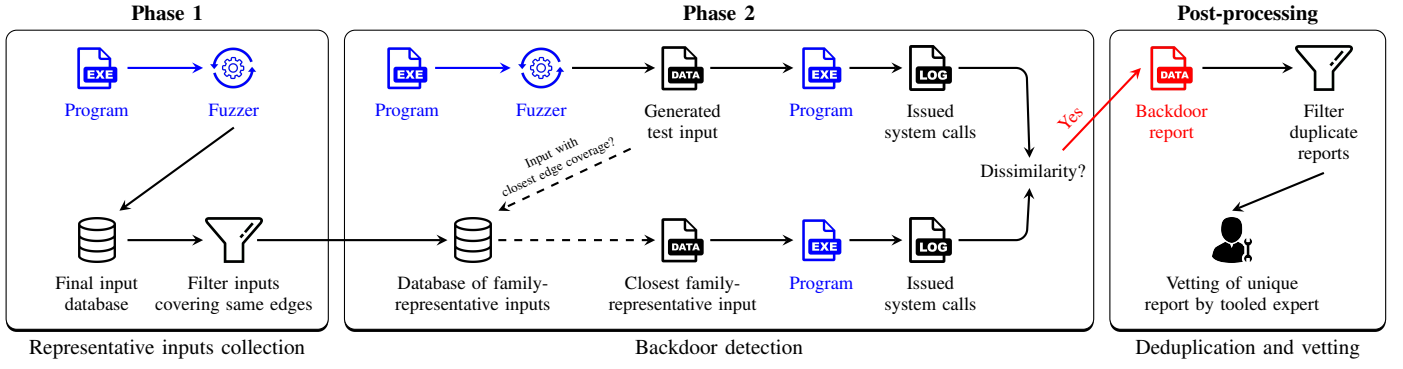 Phase 1
EXE
Program
Fuzzer
Final input
database
Filter inputs
covering same edges
Representative inputs collection
Phase 2
EXE
Program
Fuzzer
DATA
Generated
test input
EXE
Program
LOG
Issued
system calls
Input with
closest edge coverage?
Dissimilarity?
Yes
Database of family-
representative inputs
DATA
Closest family-
representative input
EXE
Program
LOG
Issued
system calls
Backdoor detection
Post-processing
DATA
Backdoor
report
Filter
duplicate
reports
Vetting of unique
report by tooled expert
Deduplication and vetting